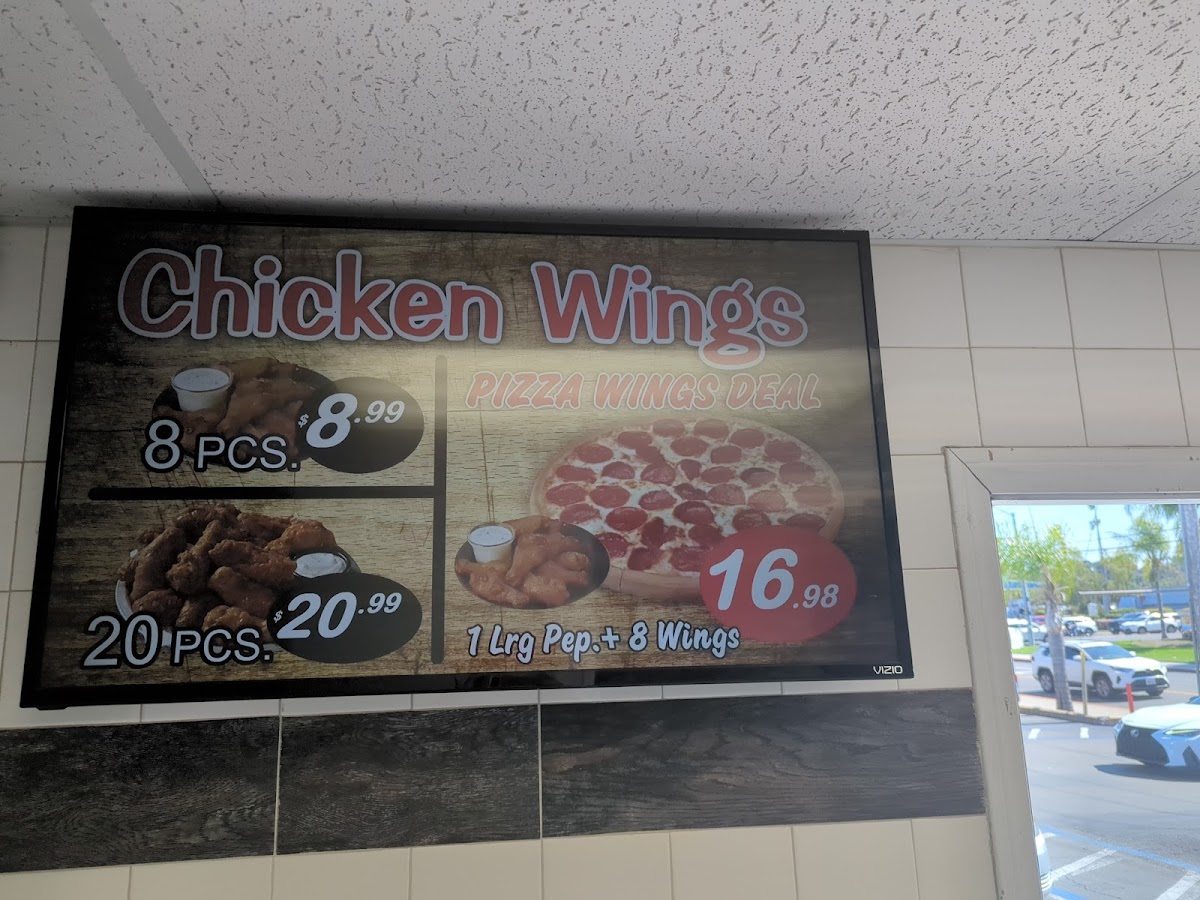 Chicken Wings
8 PCS. $8.99
20 PCS. $20.99
PIZZA WINGS DEAL
16.98
1 Lrg Pep.+ 8 Wings
VIZIO